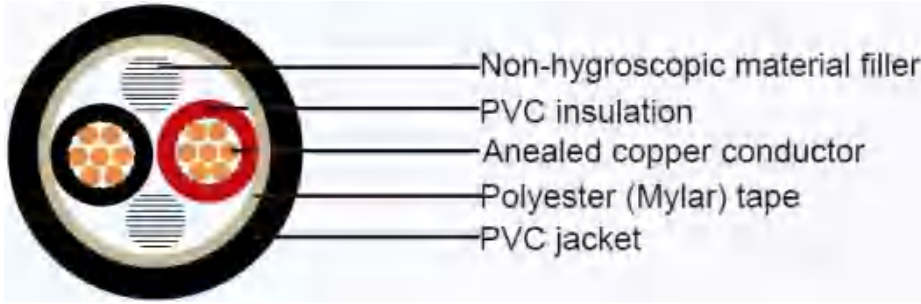 Non-hygroscopic material filler
PVC insulation
Anealed copper conductor
Polyester (Mylar) tape
PVC jacket